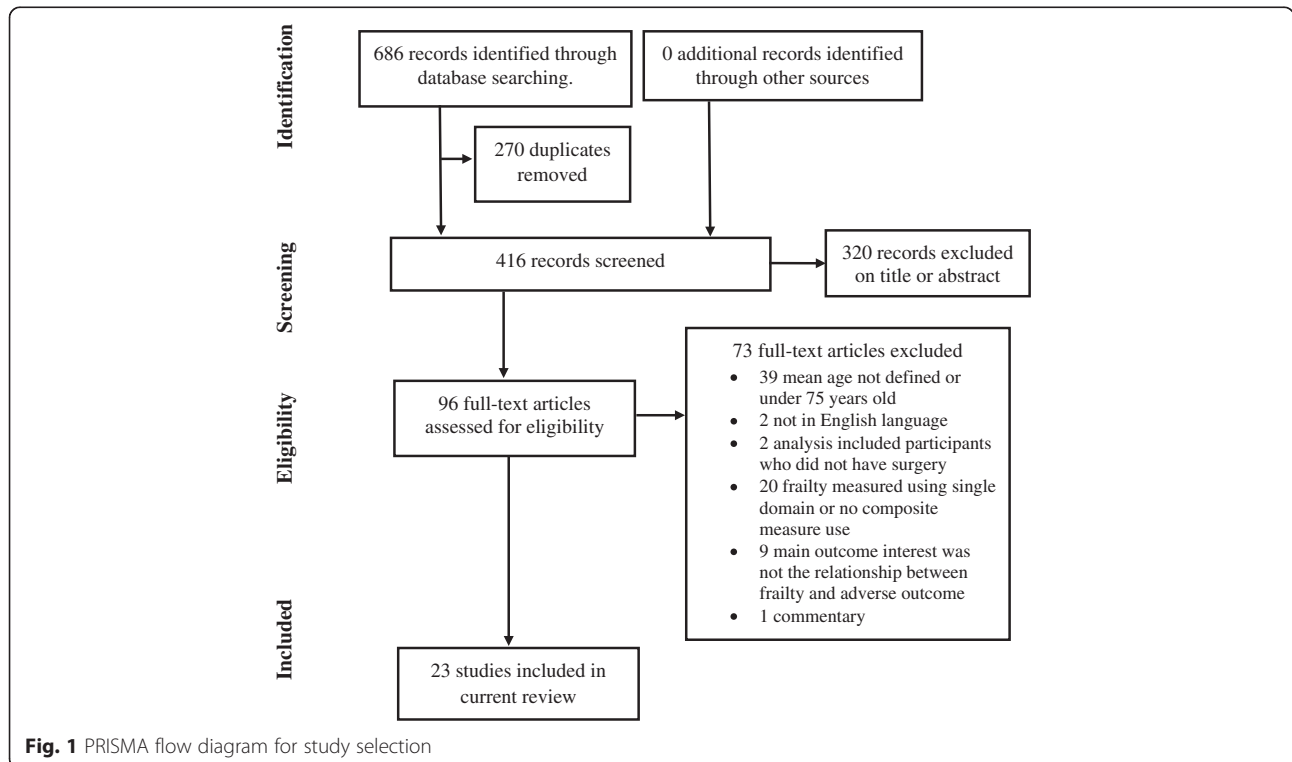 Identification
686 records identified through
database searching.
0 additional records identified
through other sources
270 duplicates
removed
Screening
416 records screened
320 records excluded
on title or abstract
Eligibility
96 full-text articles
assessed for eligibility
73 full-text articles excluded
• 39 mean age not defined or
under 75 years old
• 2 not in English language
• 2 analysis included participants
who did not have surgery
• 20 frailty measured using single
domain or no composite
measure use
• 9 main outcome interest was
not the relationship between
frailty and adverse outcome
• 1 commentary
Included
23 studies included in
current review
Fig. 1 PRISMA flow diagram for study selection